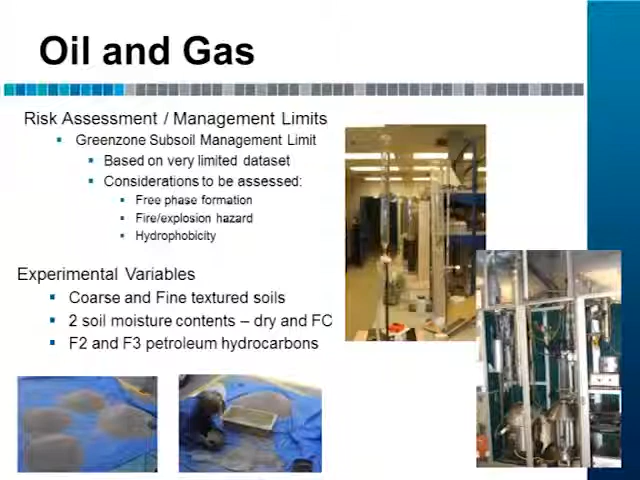 Oil and Gas
Risk Assessment / Management Limits
Greenzone Subsoil Management Limit
Based on very limited dataset
Considerations to be assessed:
Free phase formation
Fire/explosion hazard
Hydrophobicity
Experimental Variables
Coarse and Fine textured soils
2 soil moisture contents – dry and FC
F2 and F3 petroleum hydrocarbons